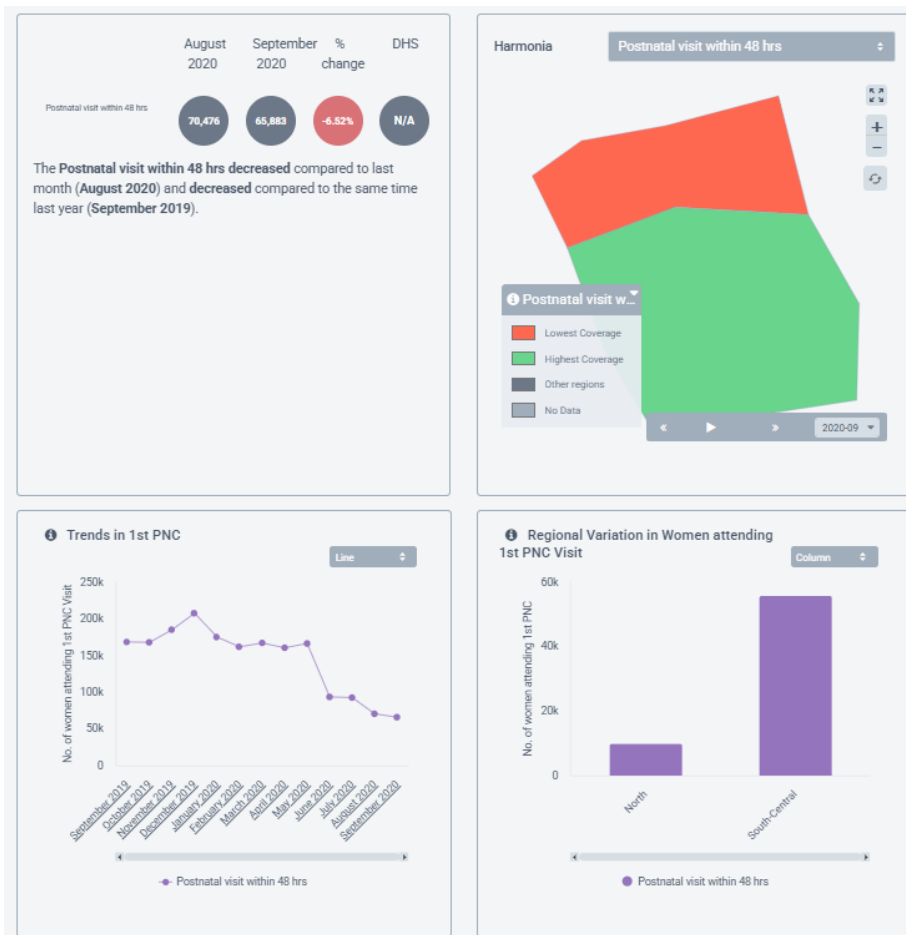 August 2020
September 2020
% change
DHS
Postnatal visit within 48 hrs
70,476
65,883
-6.52%
N/A
The Postnatal visit within 48 hrs decreased compared to last
month (August 2020) and decreased compared to the same time
last year (September 2019).
Harmonia
Postnatal visit within 48 hrs
+
−
Postnatal visit w...
Lowest Coverage
Highest Coverage
Other regions
No Data
2020-09
Trends in 1st PNC
Line
No. of women attending 1st PNC Visit
250k
200k
150k
100k
50k
0
September 2019
October 2019
November 2019
December 2019
January 2020
February 2020
March 2020
April 2020
May 2020
June 2020
July 2020
August 2020
September 2020
Postnatal visit within 48 hrs
Regional Variation in Women attending
1st PNC Visit
Column
No. of women attending 1st PNC
60k
40k
20k
0
North
South-Central
Postnatal visit within 48 hrs